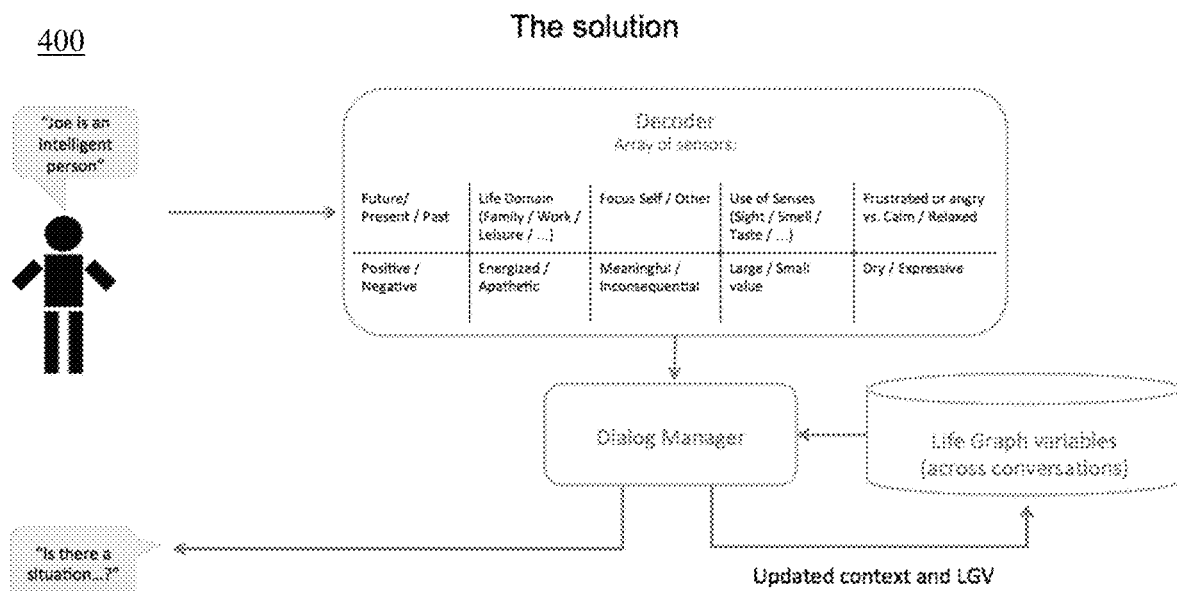 The solution
400
"Joe is an
intelligent
person"
Decoder
Array of sensors:
Future/
Present / Past
Life Domain
(Family / Work /
Leisure / ...)
Focus Self / Other
Use of Senses
(Sight / Smell /
Taste / ...)
Frustrated or angry
vs. Calm / Relaxed
Positive /
Negative
Energized /
Apathetic
Meaningful /
Inconsequential
Large / Small
value
Dry / Expressive
Dialog Manager
Life Graph variables
(across conversations)
"Is there a
situation...?"
Updated context and LGV